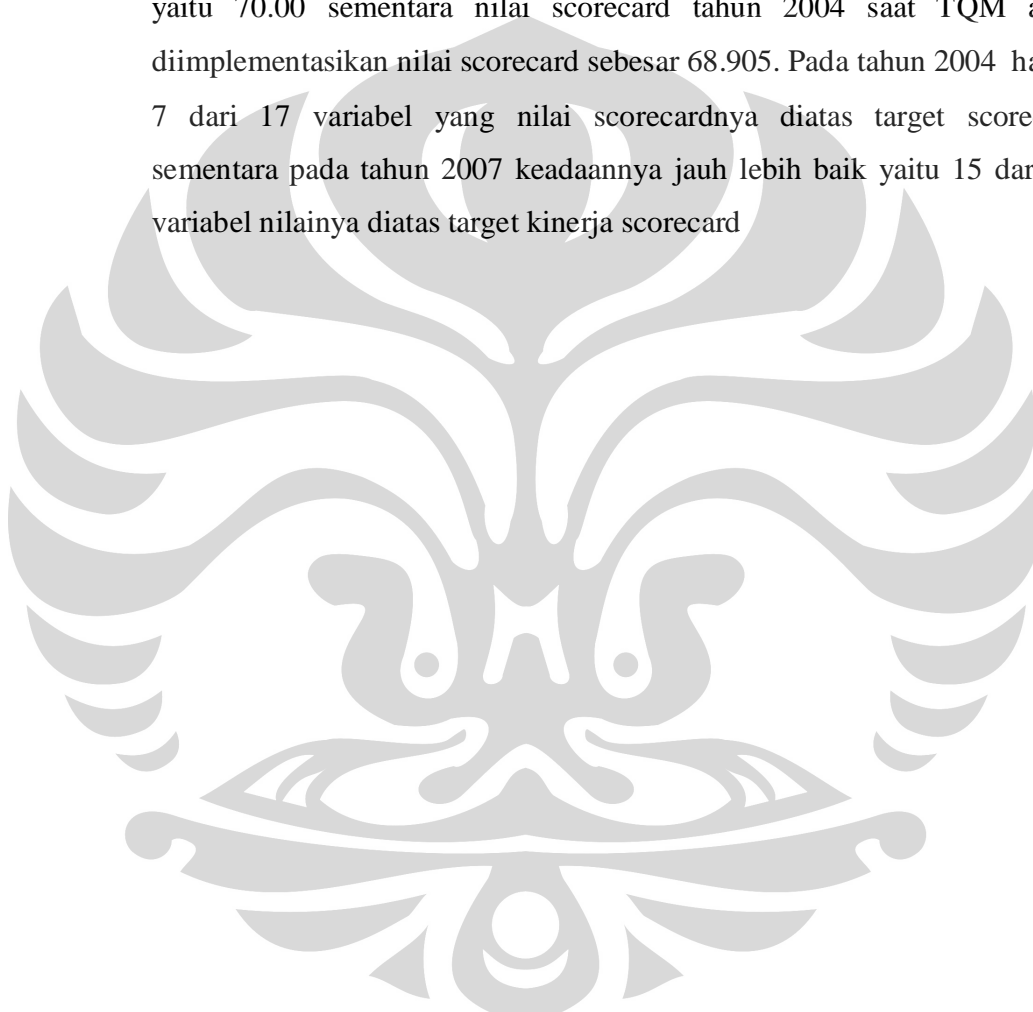 yaitu 70.00 sementara nilai scorecard tahun 2004 saat TQM
diimplementasikan nilai scorecard sebesar 68.905. Pada tahun 2004
7 dari 17 variabel yang nilai scorecardnya diatas target
sementara pada tahun 2007 keadaannya jauh lebih baik yaitu 15
variabel nilainya diatas target kinerja scorecard